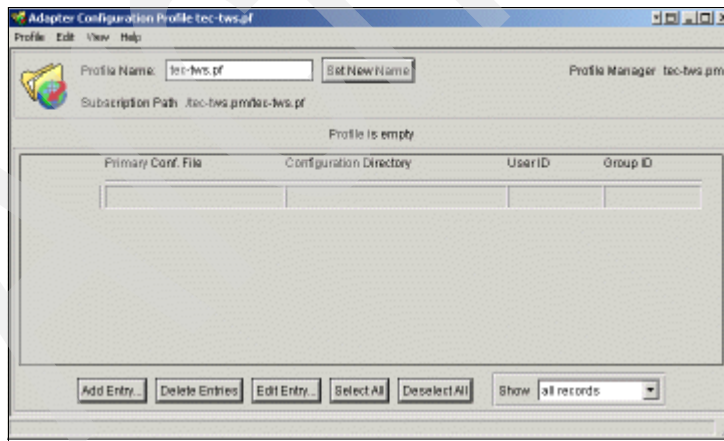 Adapter Configuration Profile tec-tws.pf
Profile Edit View Help
Profile Name: tec-tws.pf Set New Name Profile Manager tec-tws.pm
Subscription Path /tec-tws.pm/tec-tws.pf
Profile is empty
Primary Conf. File Configuration Directory User ID Group ID
Add Entry... Delete Entries Edit Entry... Select All Deselect All Show all records